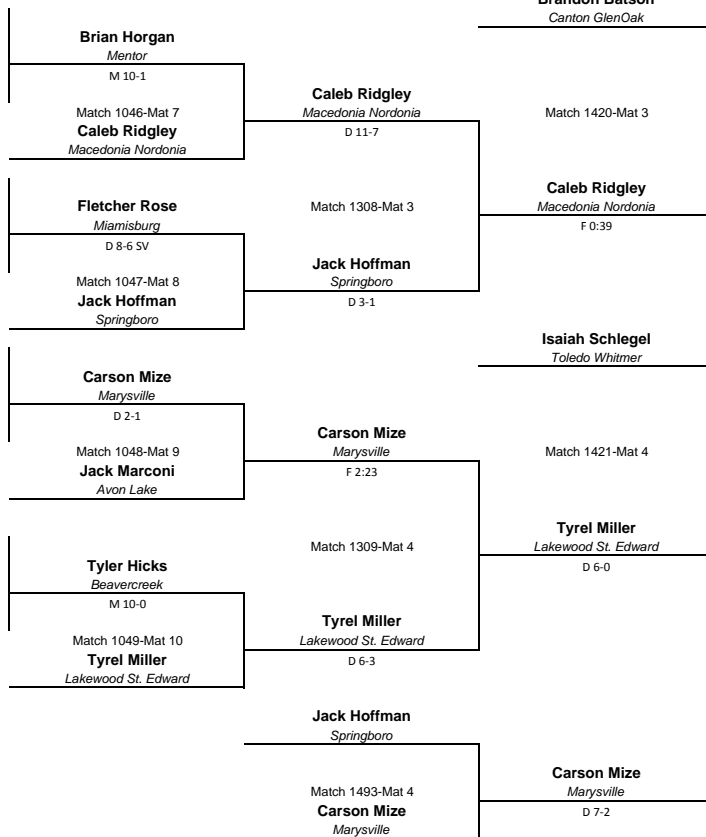 Brandon Batson
Canton GlenOak
Brian Horgan
Mentor
M 10-1
Match 1046-Mat 7
Caleb Ridgley
Macedonia Nordonia
Caleb Ridgley
Macedonia Nordonia
D 11-7
Match 1420-Mat 3
Fletcher Rose
Miamisburg
D 8-6 SV
Match 1308-Mat 3
Caleb Ridgley
Macedonia Nordonia
F 0:39
Match 1047-Mat 8
Jack Hoffman
Springboro
Jack Hoffman
Springboro
D 3-1
Isaiah Schlegel
Toledo Whitmer
Carson Mize
Marysville
D 2-1
Match 1048-Mat 9
Jack Marconi
Avon Lake
Carson Mize
Marysville
F 2:23
Match 1421-Mat 4
Tyler Hicks
Beavercreek
M 10-0
Match 1309-Mat 4
Tyrel Miller
Lakewood St. Edward
D 6-0
Match 1049-Mat 10
Tyrel Miller
Lakewood St. Edward
Tyrel Miller
Lakewood St. Edward
D 6-3
Jack Hoffman
Springboro
Match 1493-Mat 4
Carson Mize
Marysville
Carson Mize
Marysville
D 7-2